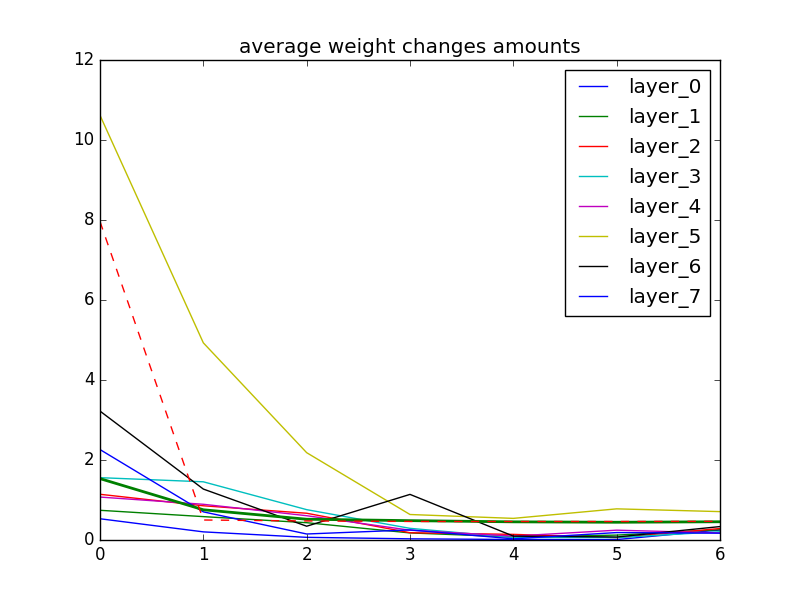 average weight changes amounts
12
10
8
6
4
2
0
0 1 2 3 4 5 6
layer_0
layer_1
layer_2
layer_3
layer_4
layer_5
layer_6
layer_7